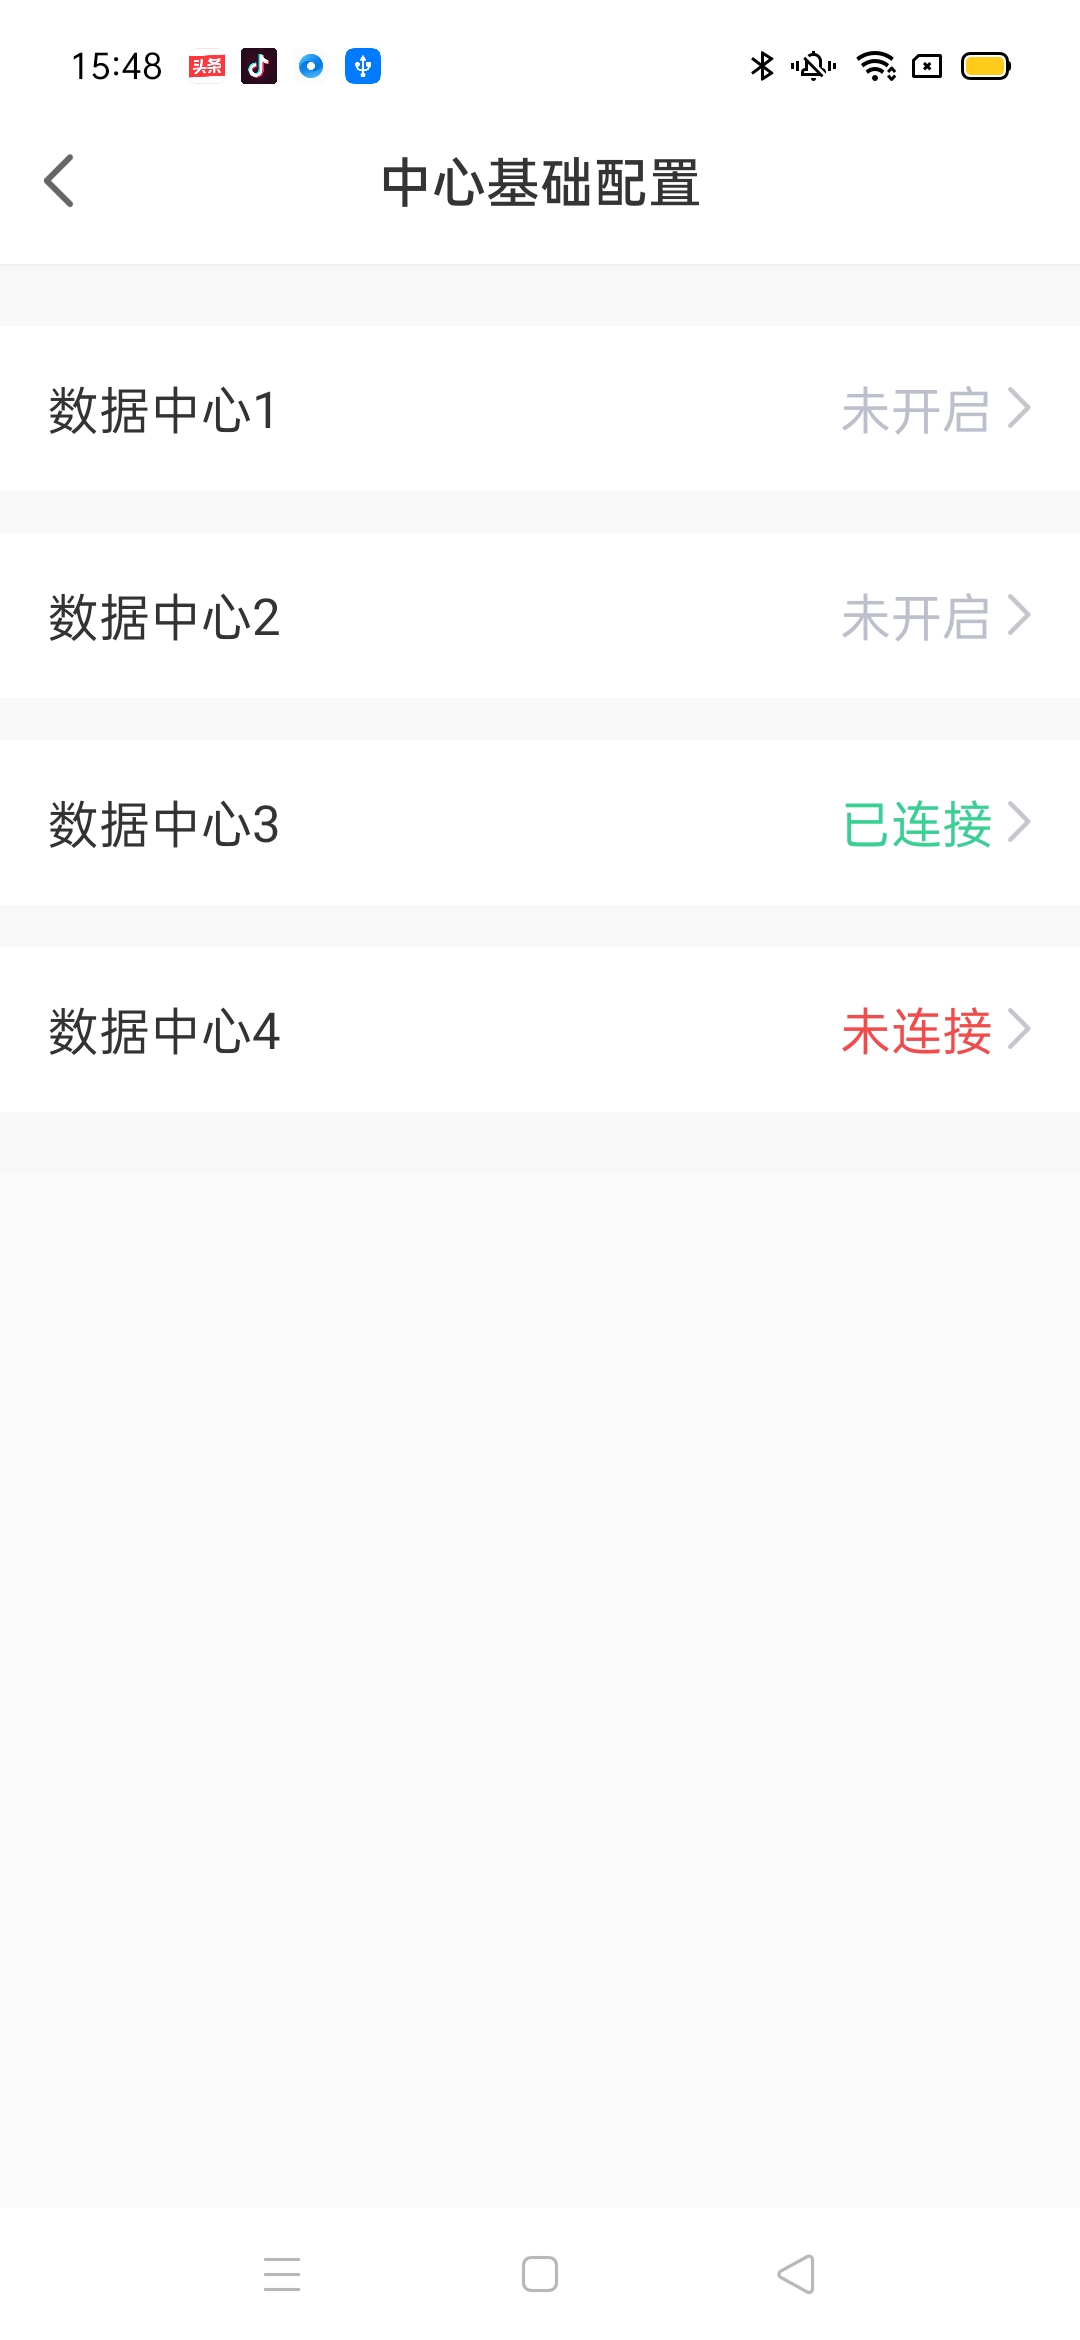 15:48 头条
中心基础配置
数据中心1 未开启
数据中心2 未开启
数据中心3 已连接
数据中心4 未连接